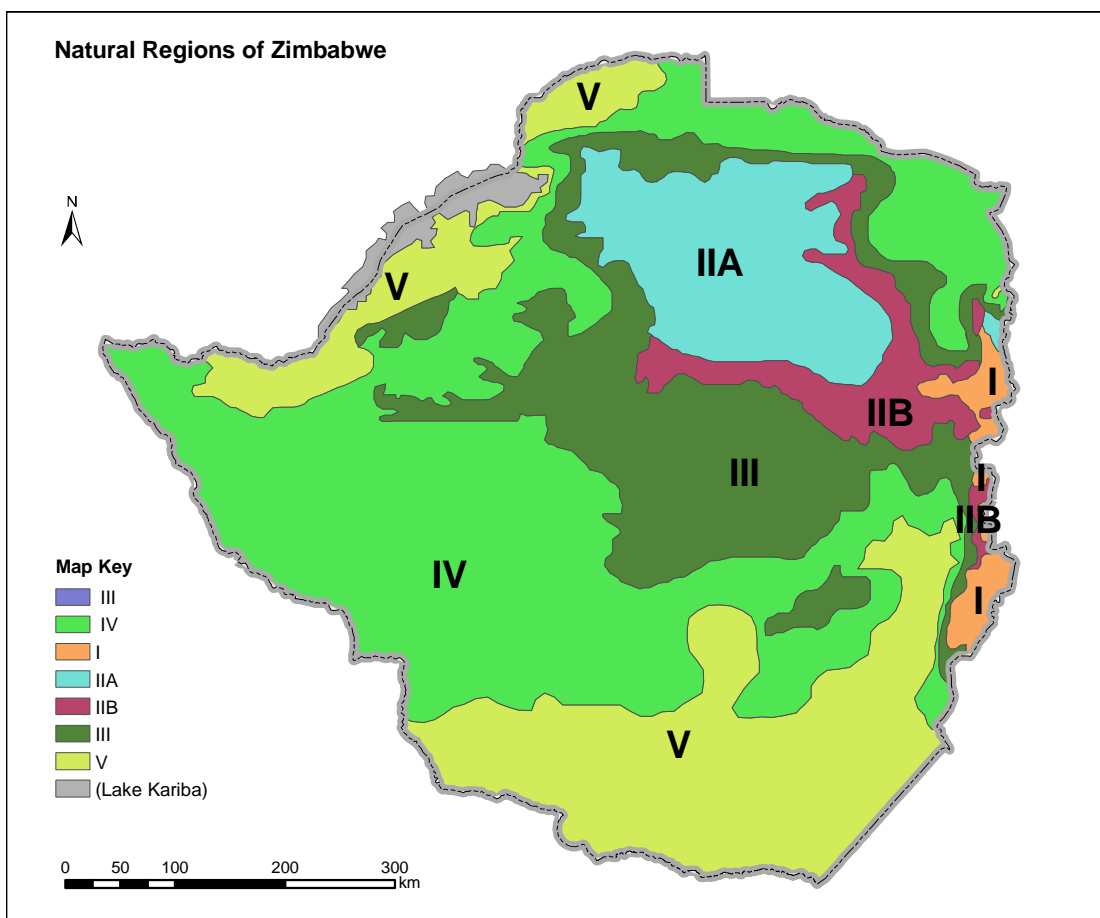 Natural Regions of Zimbabwe
V
N
IIA
V
I
IIB
III
I
IIB
IV
I
V
Map Key
III
IV
I
IIA
IIB
III
V
(Lake Kariba)
0 50 100 200 300
km